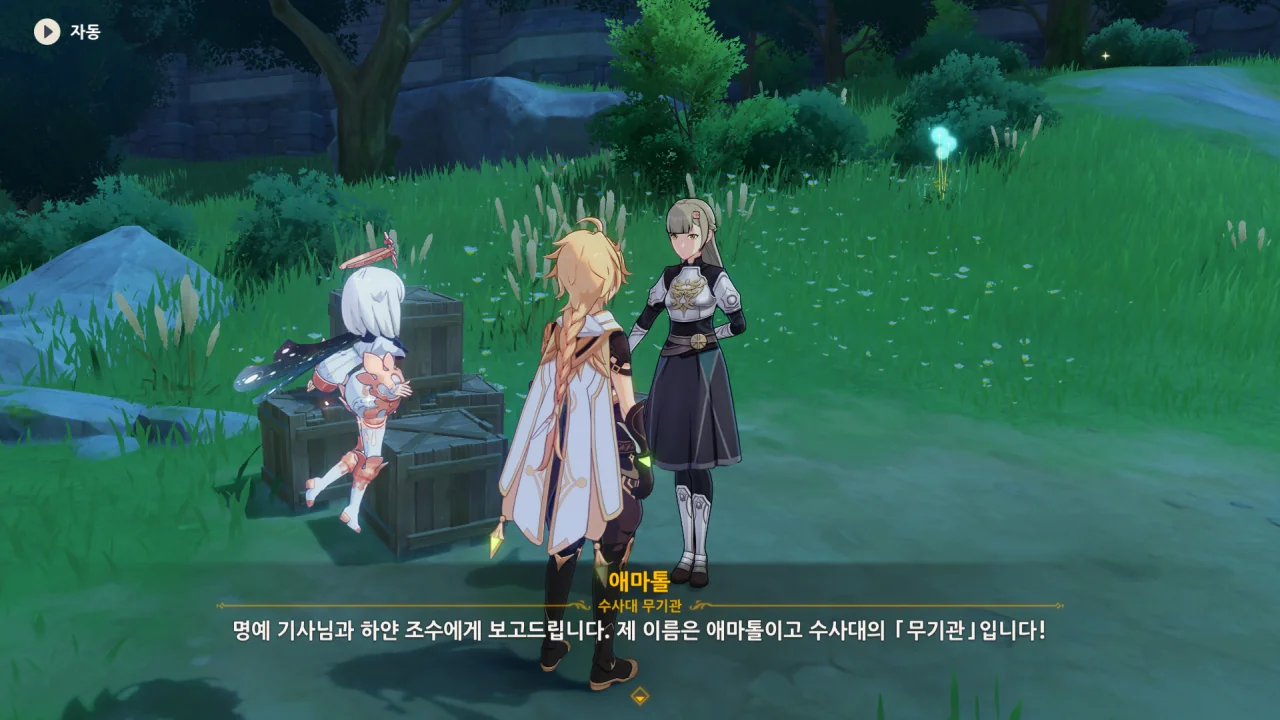 자동
애마톨
수사대 무기관
명예 기사님과 하얀 조수에게 보고드립니다. 제 이름은 애마톨이고 수사대의 「무기관」입니다!